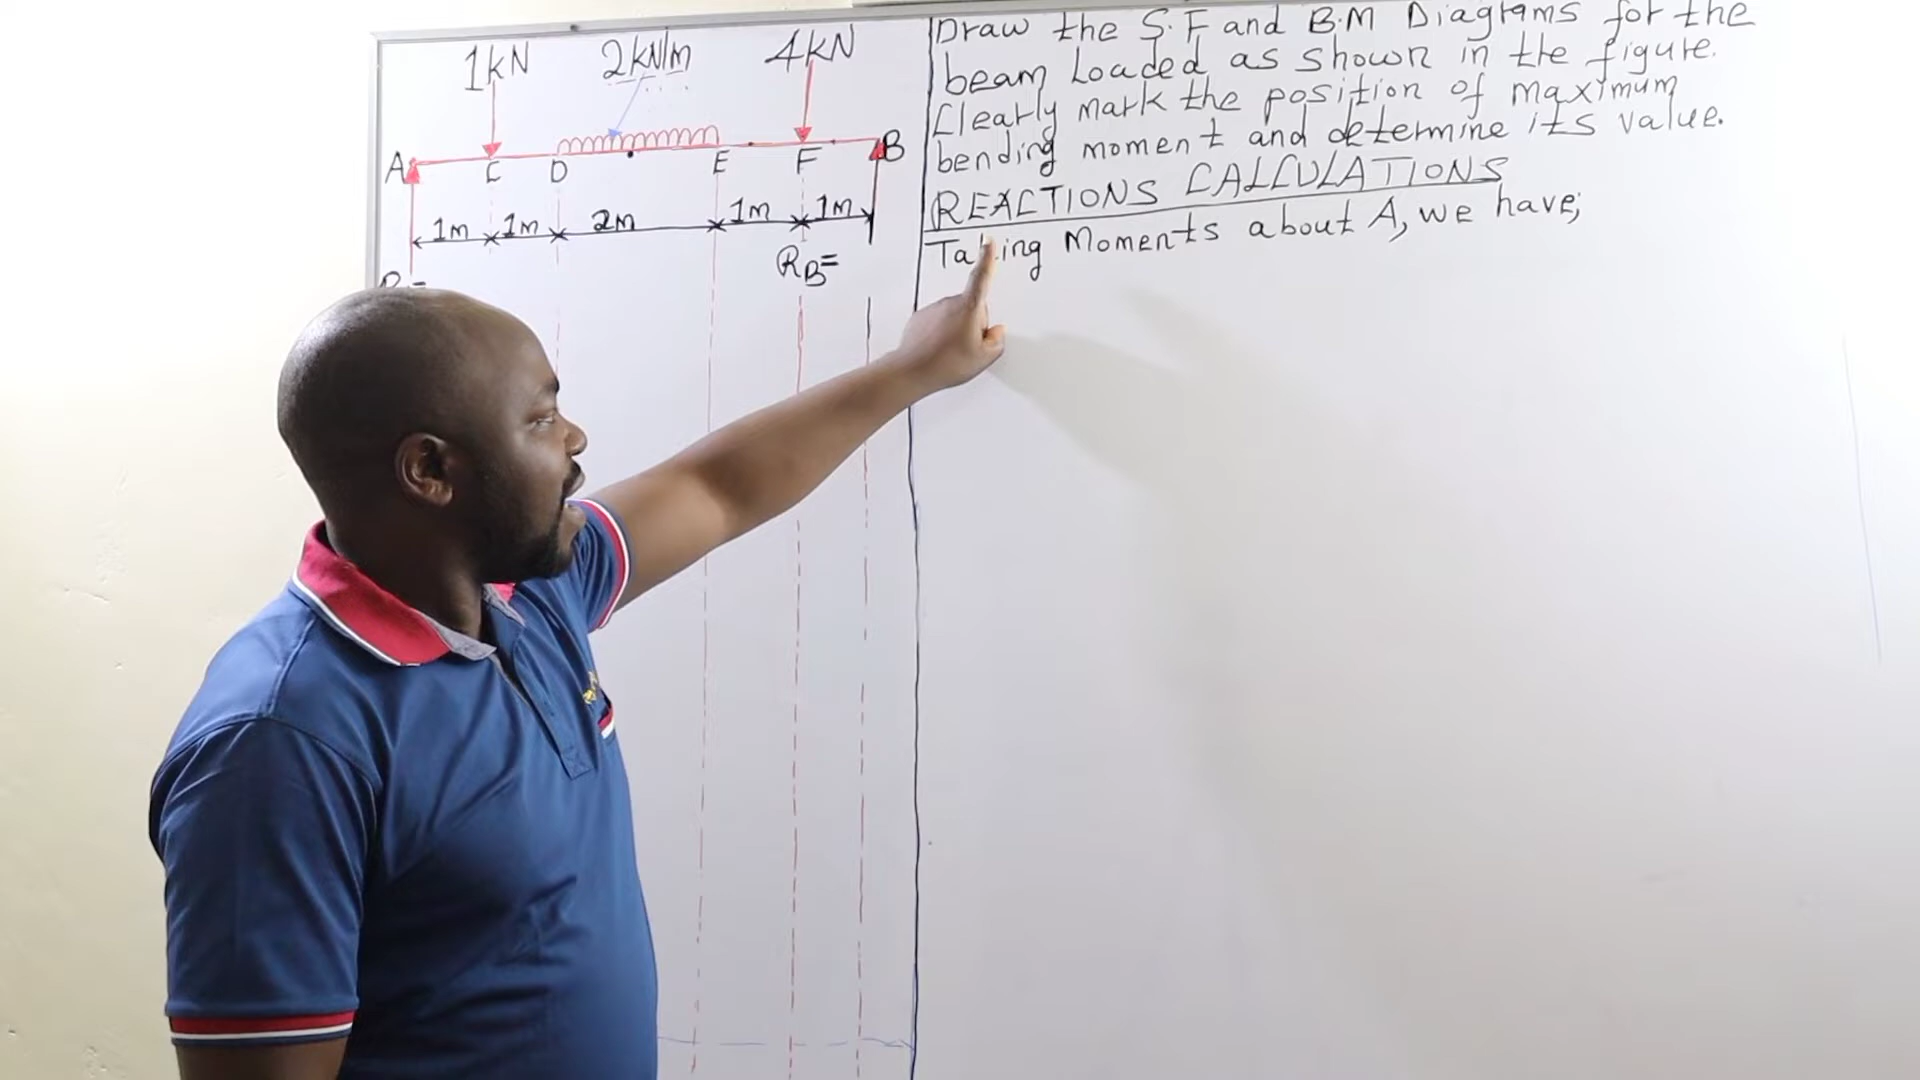 1kN 2kN/m 4kN
A C D E F B
1m 1m 2m 1m 1m
RB=
Draw the S.F and B.M Diagrams for the
beam Loaded as shown in the figure.
Clearly mark the position of maximum
bending moment and determine its value.
REACTIONS CALCULATIONS
Taking Moments about A, we have;